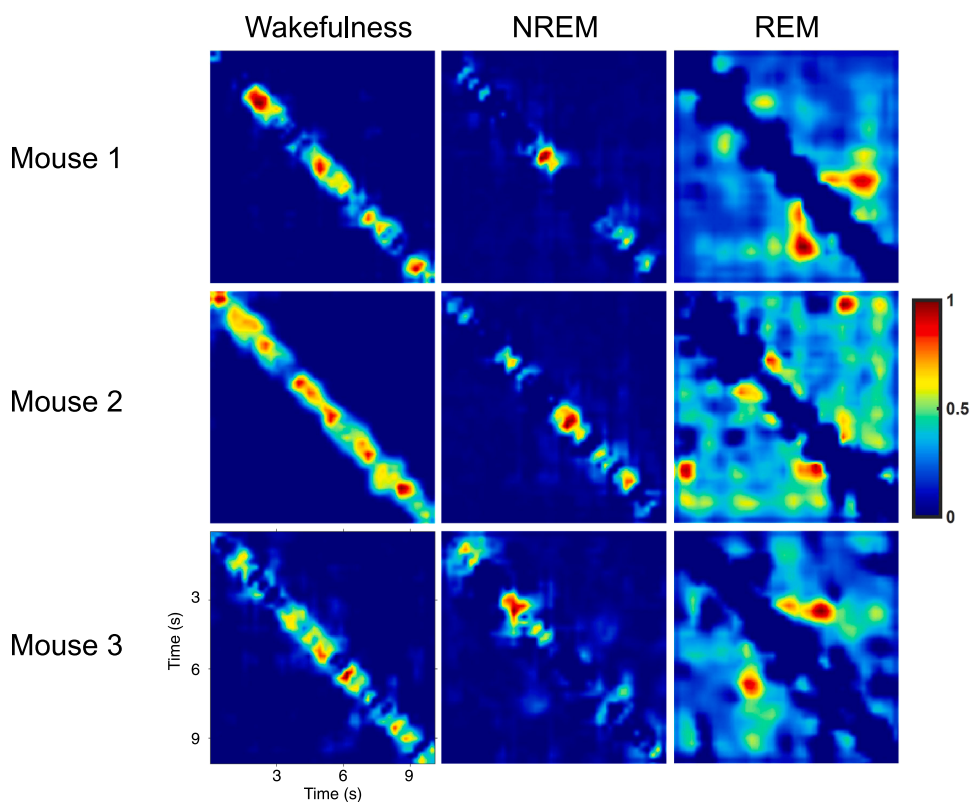 Wakefulness NREM REM
Mouse 1
Mouse 2
1
0.5
0
Mouse 3
Time (s)
3
6
9
3 6 9
Time (s)